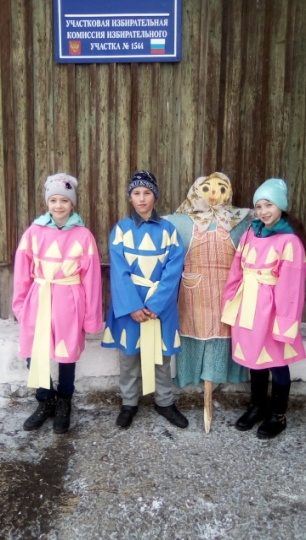 УЧАСТКОВАЯ ИЗБИРАТЕЛЬНАЯ
КОМИССИЯ ИЗБИРАТЕЛЬНОГО
УЧАСТКА № 1544